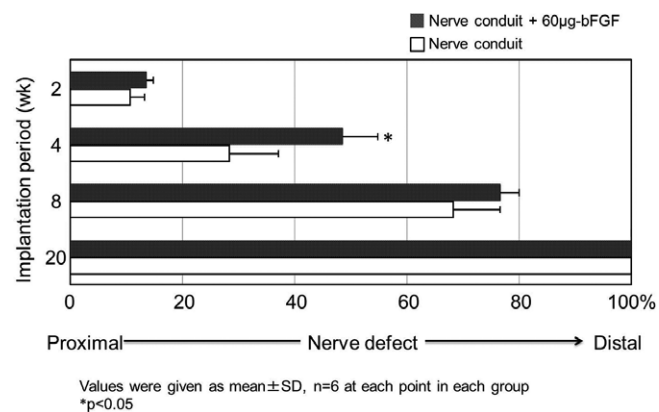 Nerve conduit + 60μg-bFGF
Nerve conduit
Implantation period (wk)
2
4
*
8
20
0 20 40 60 80 100%
Proximal Nerve defect Distal
Values were given as mean±SD, n=6 at each point in each group
*p<0.05